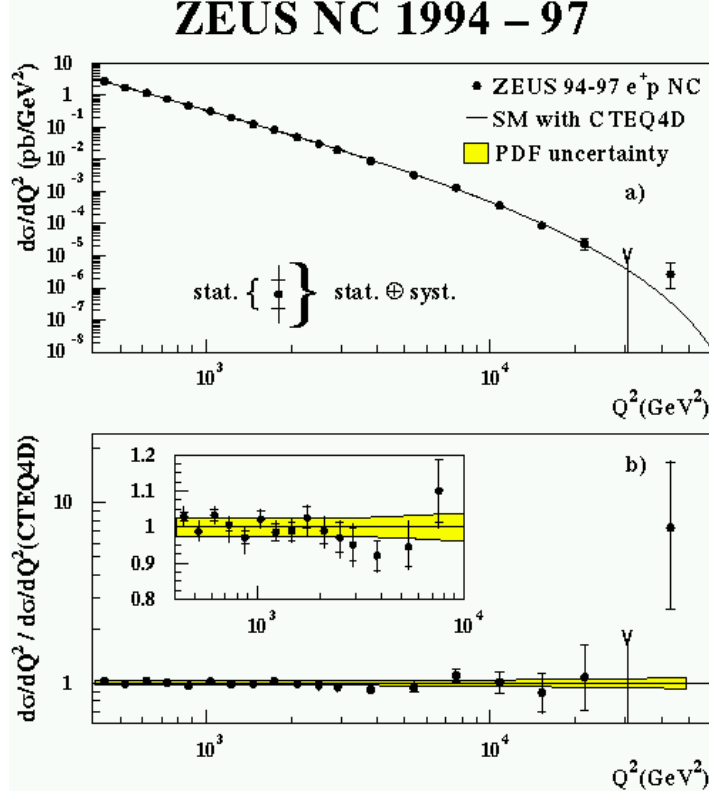 ZEUS NC 1994 – 97
dσ/dQ² (pb/GeV²)
10
1
10⁻¹
10⁻²
10⁻³
10⁻⁴
10⁻⁵
10⁻⁶
10⁻⁷
10⁻⁸
ZEUS 94-97 e⁺p NC
SM with CTEQ4D
PDF uncertainty
a)
stat. { } stat. ⊕ syst.
10³ 10⁴
Q²(GeV²)
dσ/dQ² / dσ/dQ²(CTEQ4D)
10
1
b)
1.2
1.1
1
0.9
0.8
10³ 10⁴
10³ 10⁴
Q²(GeV²)